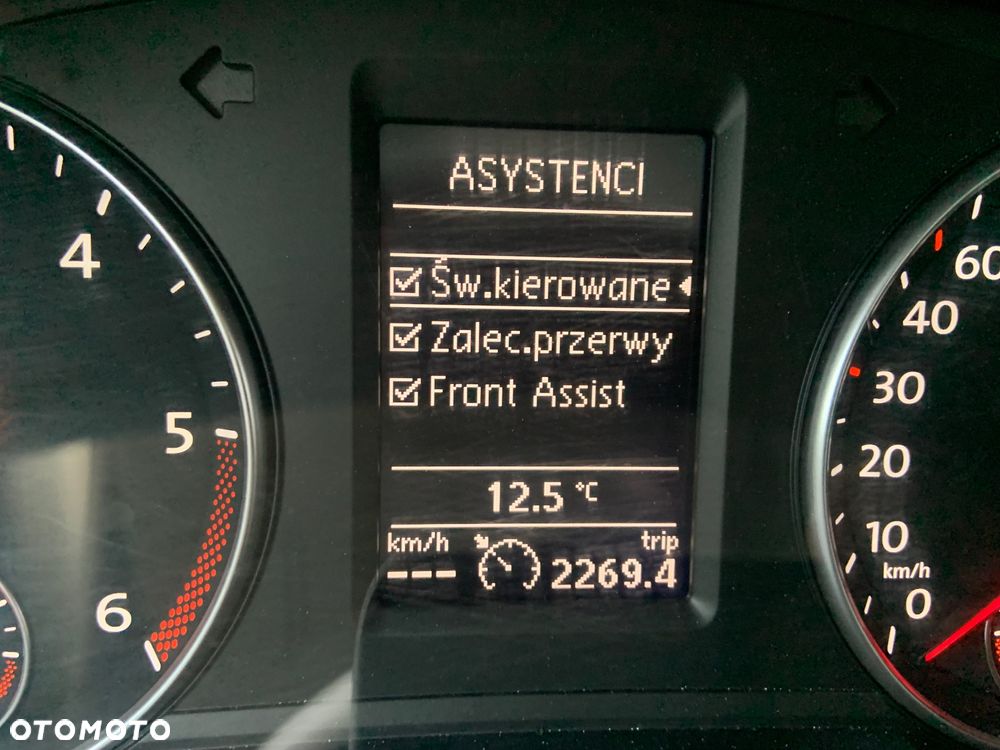 ASYSTENCI
Św.kierowane
Zalec.przerwy
Front Assist
12.5 °C
km/h
trip
--- 2269.4
4
5
6
60
40
30
20
10
km/h
0
OTOMOTO